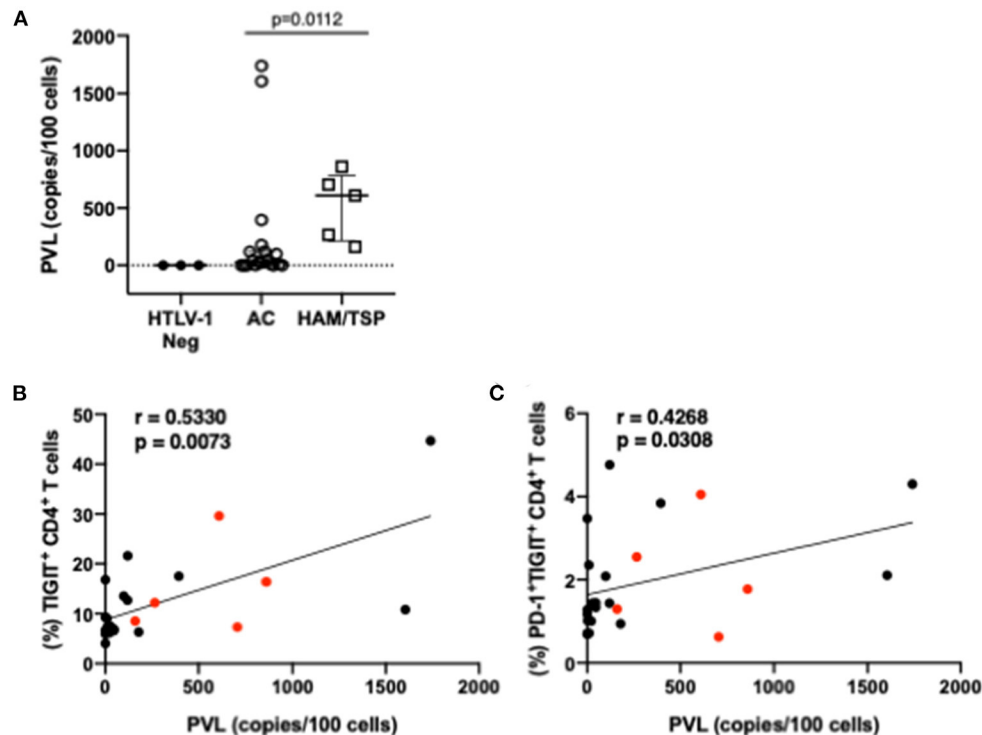 A
p=0.0112
PVL (copies/100 cells)
2000
1500
1000
500
0
HTLV-1 Neg
AC
HAM/TSP
B
r = 0.5330
p = 0.0073
(%) TIGIT⁺ CD4⁺ T cells
50
40
30
20
10
0
0
500
1000
1500
2000
PVL (copies/100 cells)
C
r = 0.4268
p = 0.0308
(%) PD-1⁺TIGIT⁺ CD4⁺ T cells
6
4
2
0
0
500
1000
1500
2000
PVL (copies/100 cells)